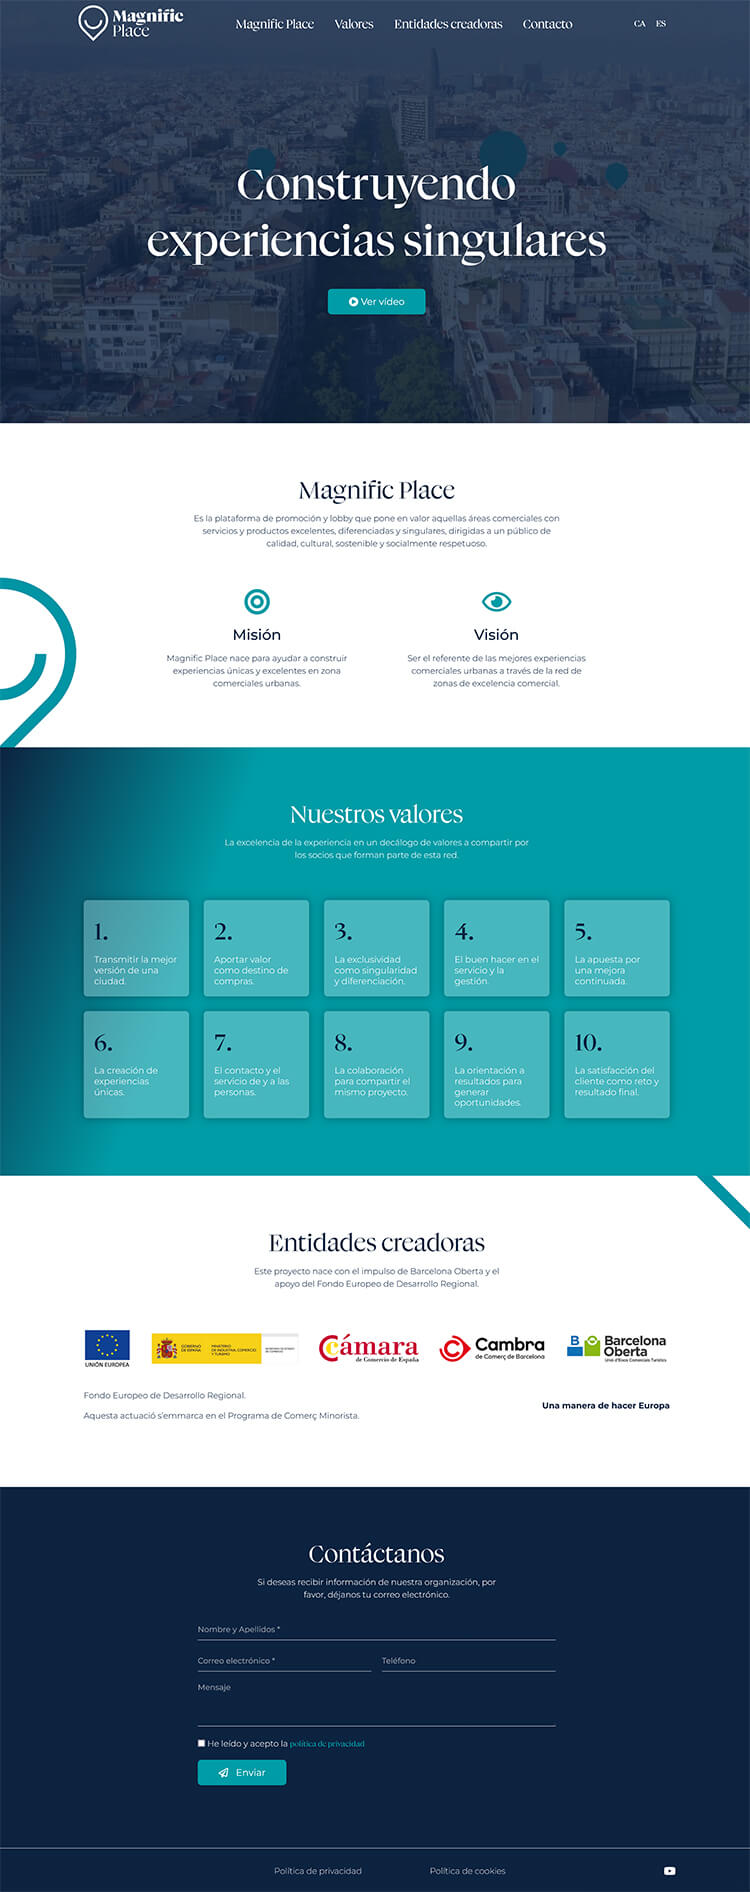 Magnific
Place
Magnific Place Valores Entidades creadoras Contacto CA ES
Construyendo
experiencias singulares
Ver vídeo
Magnific Place
Es la plataforma de promoción y lobby que pone en valor aquellas áreas comerciales con
servicios y productos excelentes, diferenciadas y singulares, dirigidas a un público de
calidad, cultural, sostenible y socialmente respetuoso.
Misión
Magnific Place nace para ayudar a construir
experiencias únicas y excelentes en zona
comerciales urbanas.
Visión
Ser el referente de las mejores experiencias
comerciales urbanas a través de la red de
zonas de excelencia comercial.
Nuestros valores
La excelencia de la experiencia en un decálogo de valores a compartir por
los socios que forman parte de esta red.
1.
Transmitir la mejor
versión de una
ciudad.
2.
Aportar valor
como destino de
compras.
3.
La exclusividad
como singularidad
y diferenciación.
4.
El buen hacer en el
servicio y la
gestión.
5.
La apuesta por
una mejora
continuada.
6.
La creación de
experiencias
únicas.
7.
El contacto y el
servicio de y a las
personas.
8.
La colaboración
para compartir el
mismo proyecto.
9.
La orientación a
resultados para
generar
oportunidades.
10.
La satisfacción del
cliente como reto y
resultado final.
Entidades creadoras
Este proyecto nace con el impulso de Barcelona Oberta y el
apoyo del Fondo Europeo de Desarrollo Regional.
UNIÓN EUROPEA
GOBIERNO
DE ESPAÑA
MINISTERIO
DE INDUSTRIA, COMERCIO
Y TURISMO
SECRETARÍA DE ESTADO
DE COMERCIO
Cámara
de Comercio de España
Cambra
de Comerç de Barcelona
B
Barcelona
Oberta
Unió d'Eixos Comercials Turístics
Fondo Europeo de Desarrollo Regional.
Aquesta actuació s'emmarca en el Programa de Comerç Minorista.
Una manera de hacer Europa
Contáctanos
Si deseas recibir información de nuestra organización, por
favor, déjanos tu correo electrónico.
Nombre y Apellidos *
Correo electrónico * Teléfono
Mensaje
He leído y acepto la política de privacidad
Enviar
Política de privacidad Política de cookies